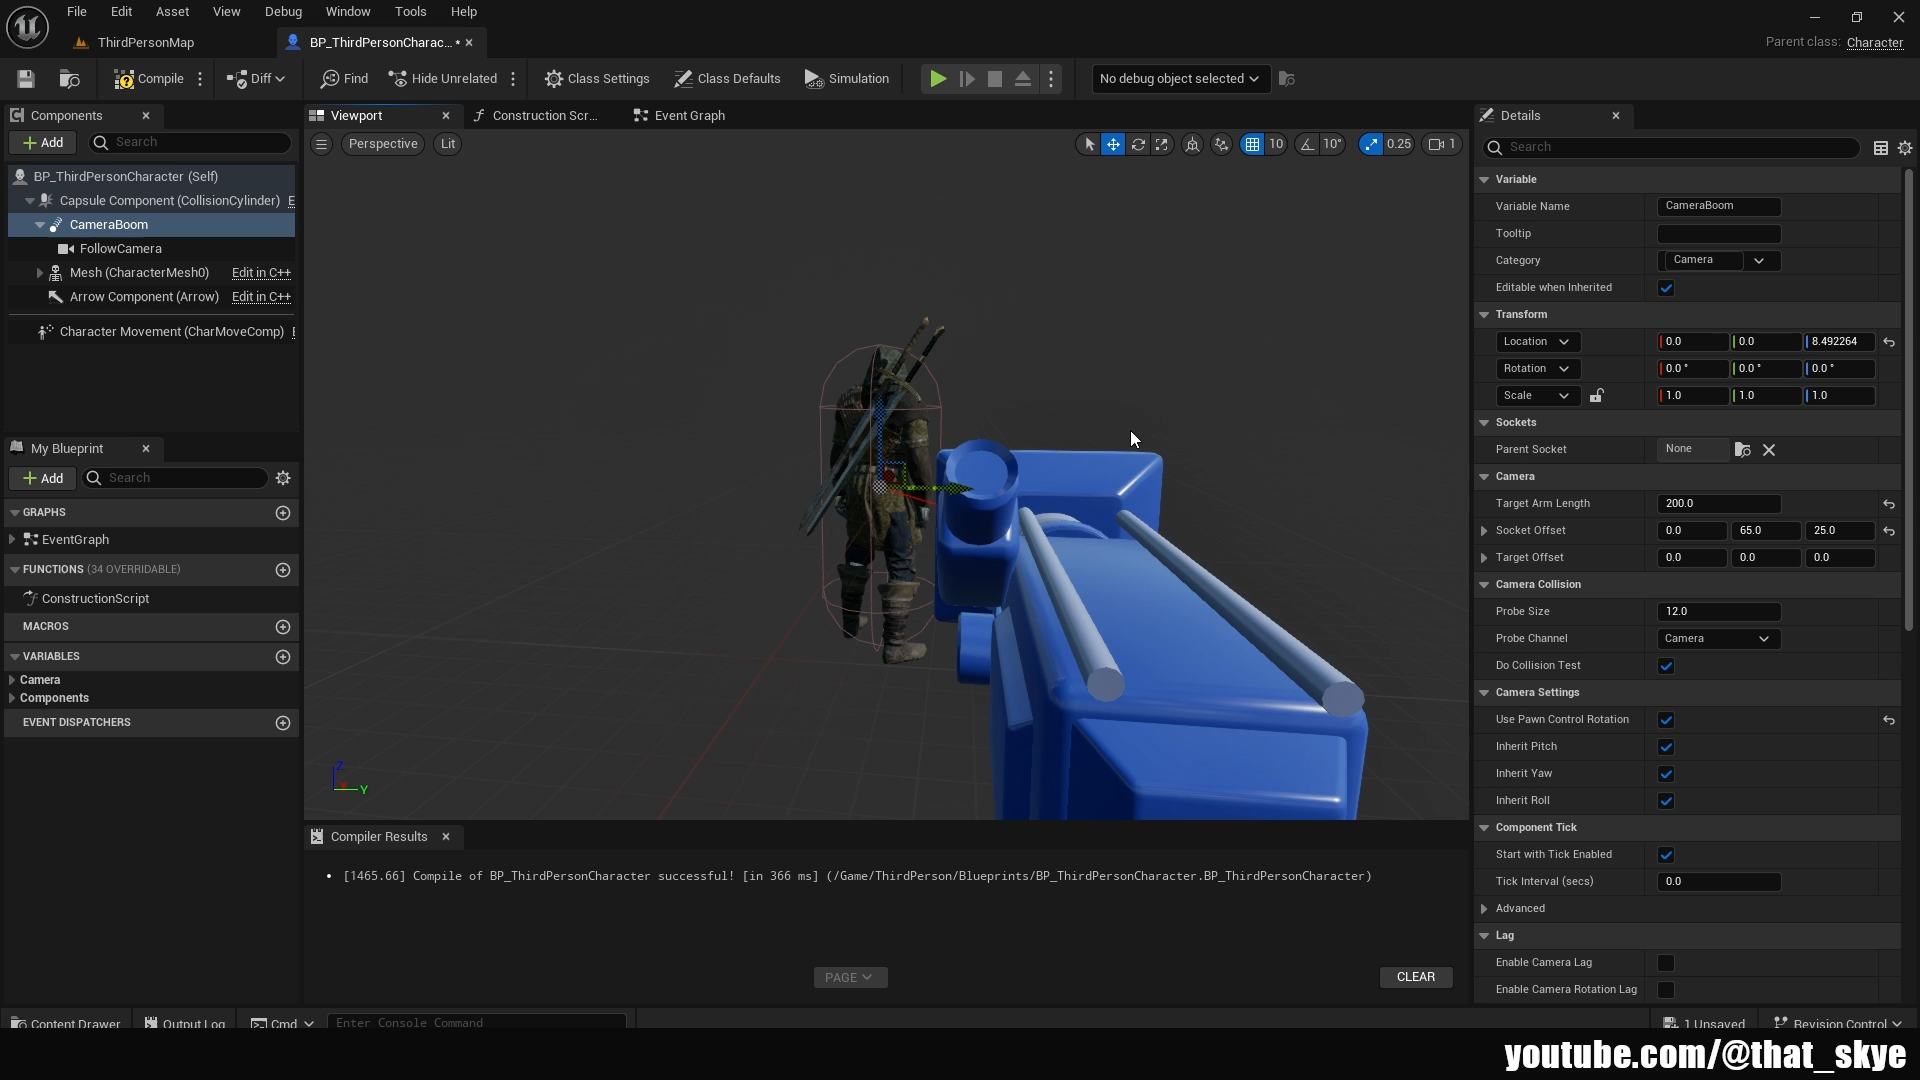 File Edit Asset View Debug Window Tools Help
ThirdPersonMap
BP_ThirdPersonCharac... •
Parent class: Character
Compile
Diff
Find
Hide Unrelated
Class Settings
Class Defaults
Simulation
No debug object selected
Components
Add
Search
BP_ThirdPersonCharacter (Self)
Capsule Component (CollisionCylinder) E
CameraBoom
FollowCamera
Mesh (CharacterMesh0) Edit in C++
Arrow Component (Arrow) Edit in C++
Character Movement (CharMoveComp) E
My Blueprint
Add
Search
GRAPHS
EventGraph
FUNCTIONS (34 OVERRIDABLE)
ConstructionScript
MACROS
VARIABLES
Camera
Components
EVENT DISPATCHERS
Viewport
Construction Scr...
Event Graph
Perspective
Lit
10
10°
0.25
1
Z
Y
Compiler Results
• [1465.66] Compile of BP_ThirdPersonCharacter successful! [in 366 ms] (/Game/ThirdPerson/Blueprints/BP_ThirdPersonCharacter.BP_ThirdPersonCharacter)
PAGE
CLEAR
Details
Search
Variable
Variable Name CameraBoom
Tooltip
Category Camera
Editable when Inherited
Transform
Location 0.0 0.0 8.492264
Rotation 0.0 ° 0.0 ° 0.0 °
Scale 1.0 1.0 1.0
Sockets
Parent Socket None
Camera
Target Arm Length 200.0
Socket Offset 0.0 65.0 25.0
Target Offset 0.0 0.0 0.0
Camera Collision
Probe Size 12.0
Probe Channel Camera
Do Collision Test
Camera Settings
Use Pawn Control Rotation
Inherit Pitch
Inherit Yaw
Inherit Roll
Component Tick
Start with Tick Enabled
Tick Interval (secs) 0.0
Advanced
Lag
Enable Camera Lag
Enable Camera Rotation Lag
Content Drawer
Output Log
Cmd
Enter Console Command
1 Unsaved
Revision Control
youtube.com/@that_skye